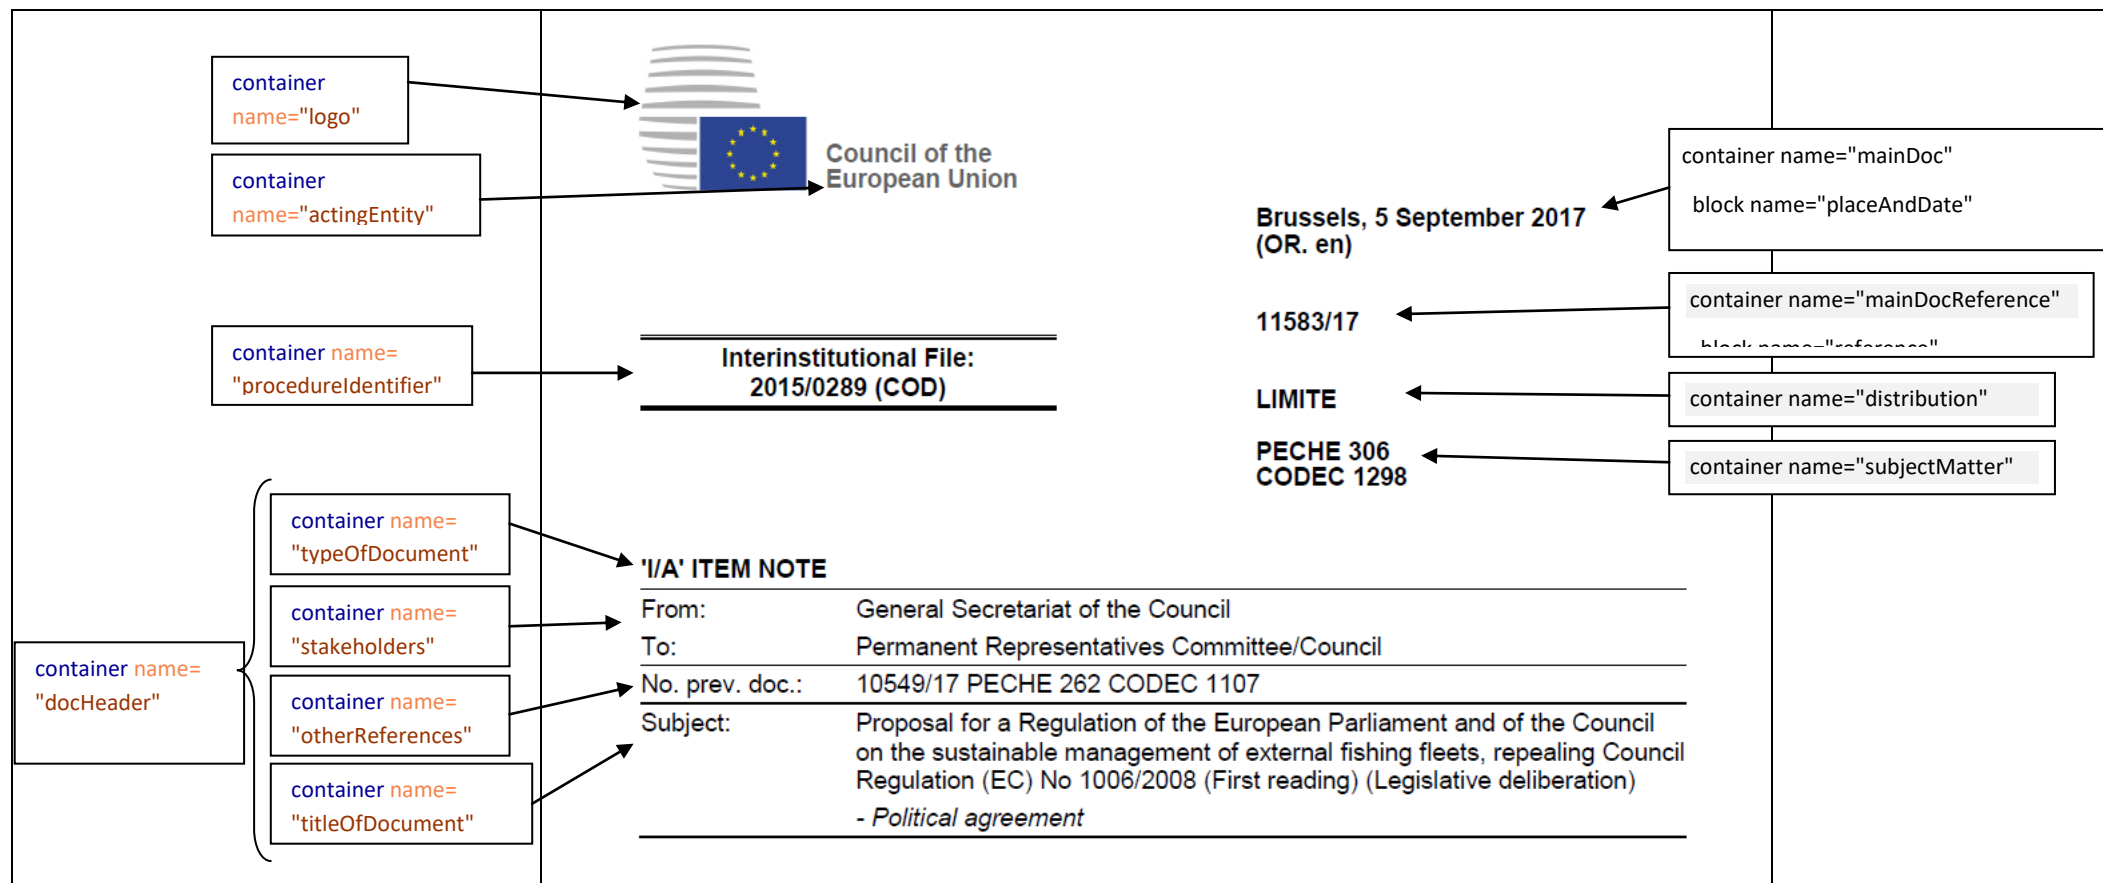 container
name="logo"
container
name="actingEntity"
container name=
"procedureIdentifier"
container name=
"typeOfDocument"
container name=
"stakeholders"
container name=
"docHeader"
container name=
"otherReferences"
container name=
"titleOfDocument"
Council of the
European Union
Brussels, 5 September 2017
(OR. en)
11583/17
Interinstitutional File:
2015/0289 (COD)
LIMITE
PECHE 306
CODEC 1298
'I/A' ITEM NOTE
From: General Secretariat of the Council
To: Permanent Representatives Committee/Council
No. prev. doc.: 10549/17 PECHE 262 CODEC 1107
Subject: Proposal for a Regulation of the European Parliament and of the Council
on the sustainable management of external fishing fleets, repealing Council
Regulation (EC) No 1006/2008 (First reading) (Legislative deliberation)
- Political agreement
container name="mainDoc"
block name="placeAndDate"
container name="mainDocReference"
block name="reference"
container name="distribution"
container name="subjectMatter"